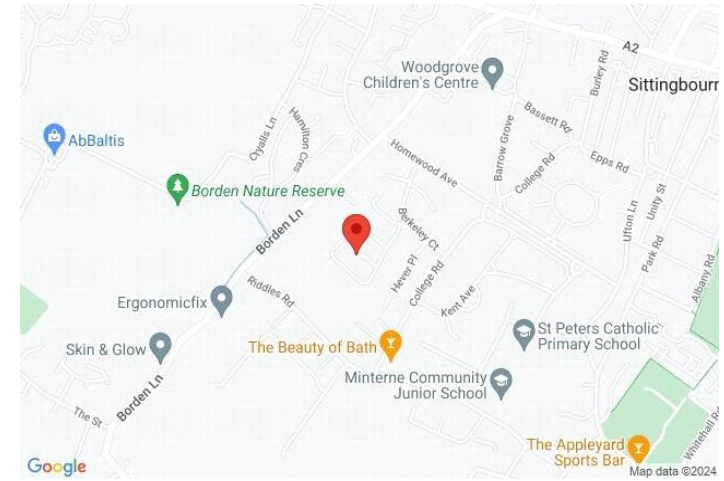 A2
Woodgrove
Children's Centre
Burley Rd
Sittingbourn
AbBaltis
Cryalls Ln
Hamilton Cres
Bassett Rd
Homewood Ave
Barrow Grove
College Rd
Epps Rd
Borden Nature Reserve
Borden Ln
Berkeley Ct
Ufton Ln
Unity St
Park Rd
Albany Rd
Hever Pl
College Rd
Kent Ave
Riddles Rd
Ergonomicfix
St Peters Catholic
Primary School
Skin & Glow
The Beauty of Bath
Minterne Community
Junior School
Borden Ln
The St
Whitehall Rd
The Appleyard
Sports Bar
Google
Map data ©2024